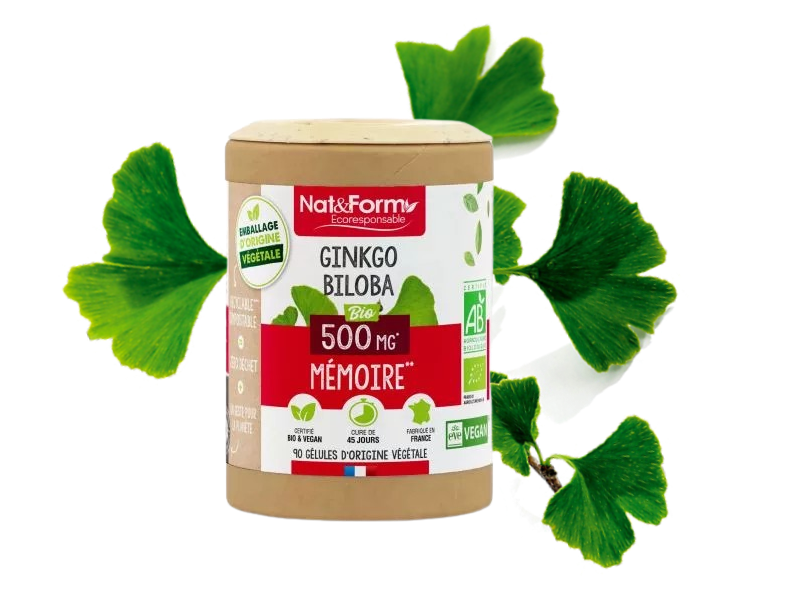 Nat&Form
Ecoresponsable
EMBALLAGE
D'ORIGINE
VÉGÉTALE
GINKGO
BILOBA
Bio
500 MG*
MÉMOIRE**
CERTIFIÉ
BIO & VEGAN
CURE DE
45 JOURS
FABRIQUÉ EN
FRANCE
90 GÉLULES D'ORIGINE VÉGÉTALE
AB
eve VEGAN